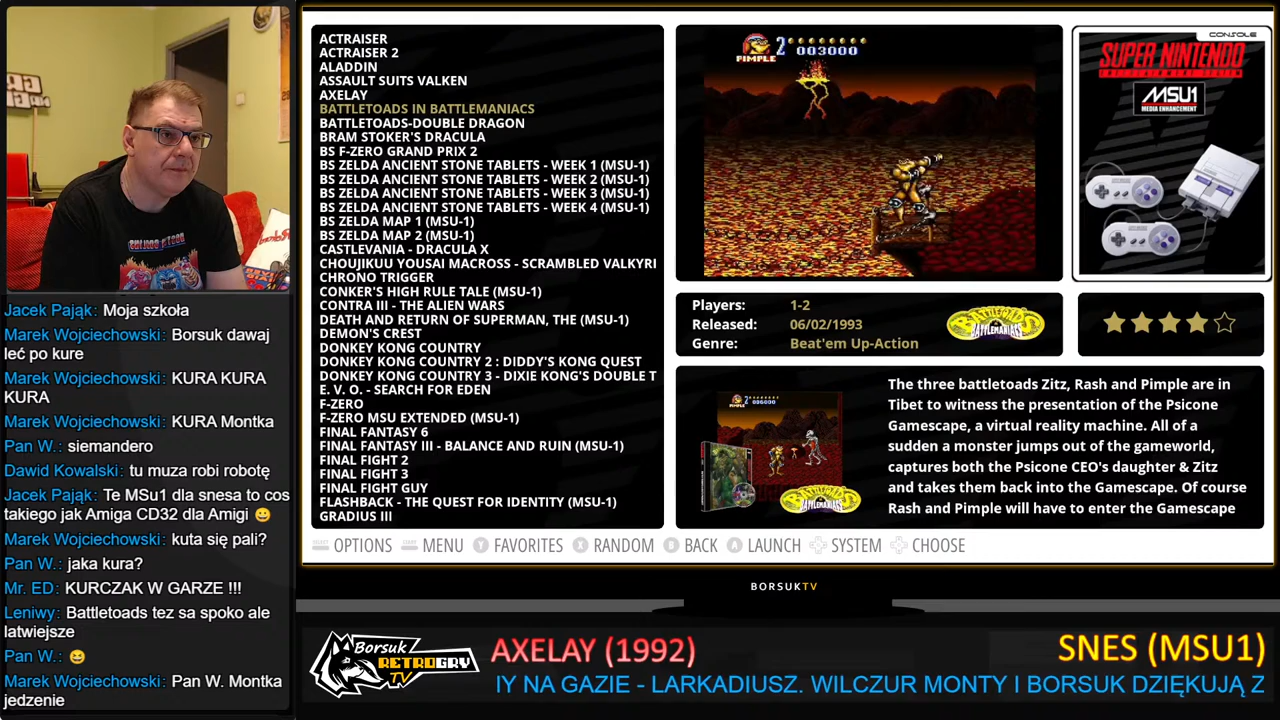 Jacek Pająk: Moja szkoła
Marek Wojciechowski: Borsuk dawaj
leć po kure
Marek Wojciechowski: KURA KURA
KURA
Marek Wojciechowski: KURA Montka
Pan W.: siemandero
Dawid Kowalski: tu muza robi robotę
Jacek Pająk: Te MSu1 dla snesa to cos
takiego jak Amiga CD32 dla Amigi 😀
Marek Wojciechowski: kuta się pali?
Pan W.: jaka kura?
Mr. ED: KURCZAK W GARZE !!!
Leniwy: Battletoads tez sa spoko ale
latwiejsze
Pan W.: 😆
Marek Wojciechowski: Pan W. Montka
jedzenie
ACTRAISER
ACTRAISER 2
ALADDIN
ASSAULT SUITS VALKEN
AXELAY
BATTLETOADS IN BATTLEMANIACS
BATTLETOADS-DOUBLE DRAGON
BRAM STOKER'S DRACULA
BS F-ZERO GRAND PRIX 2
BS ZELDA ANCIENT STONE TABLETS - WEEK 1 (MSU-1)
BS ZELDA ANCIENT STONE TABLETS - WEEK 2 (MSU-1)
BS ZELDA ANCIENT STONE TABLETS - WEEK 3 (MSU-1)
BS ZELDA ANCIENT STONE TABLETS - WEEK 4 (MSU-1)
BS ZELDA MAP 1 (MSU-1)
BS ZELDA MAP 2 (MSU-1)
CASTLEVANIA - DRACULA X
CHOUJIKUU YOUSAI MACROSS - SCRAMBLED VALKYRI
CHRONO TRIGGER
CONKER'S HIGH RULE TALE (MSU-1)
CONTRA III - THE ALIEN WARS
DEATH AND RETURN OF SUPERMAN, THE (MSU-1)
DEMON'S CREST
DONKEY KONG COUNTRY
DONKEY KONG COUNTRY 2 : DIDDY'S KONG QUEST
DONKEY KONG COUNTRY 3 - DIXIE KONG'S DOUBLE T
E. V. O. - SEARCH FOR EDEN
F-ZERO
F-ZERO MSU EXTENDED (MSU-1)
FINAL FANTASY 6
FINAL FANTASY III - BALANCE AND RUIN (MSU-1)
FINAL FIGHT 2
FINAL FIGHT 3
FINAL FIGHT GUY
FLASHBACK - THE QUEST FOR IDENTITY (MSU-1)
GRADIUS III
PIMPLE 2 003000
CONSOLE
SUPER NINTENDO
ENTERTAINMENT SYSTEM
MSU1
MEDIA ENHANCEMENT
Players: 1-2
Released: 06/02/1993
Genre: Beat'em Up-Action
BATTLETOADS
IN BATTLEMANIACS
The three battletoads Zitz, Rash and Pimple are in
Tibet to witness the presentation of the Psicone
Gamescape, a virtual reality machine. All of a
sudden a monster jumps out of the gameworld,
captures both the Psicone CEO's daughter & Zitz
and takes them back into the Gamescape. Of course
Rash and Pimple will have to enter the Gamescape
OPTIONS MENU Y FAVORITES X RANDOM B BACK A LAUNCH SYSTEM CHOOSE
BORSUKTV
Borsuk
RETROGRY
TV
AXELAY (1992)
SNES (MSU1)
IY NA GAZIE - LARKADIUSZ. WILCZUR MONTY I BORSUK DZIĘKUJĄ Z